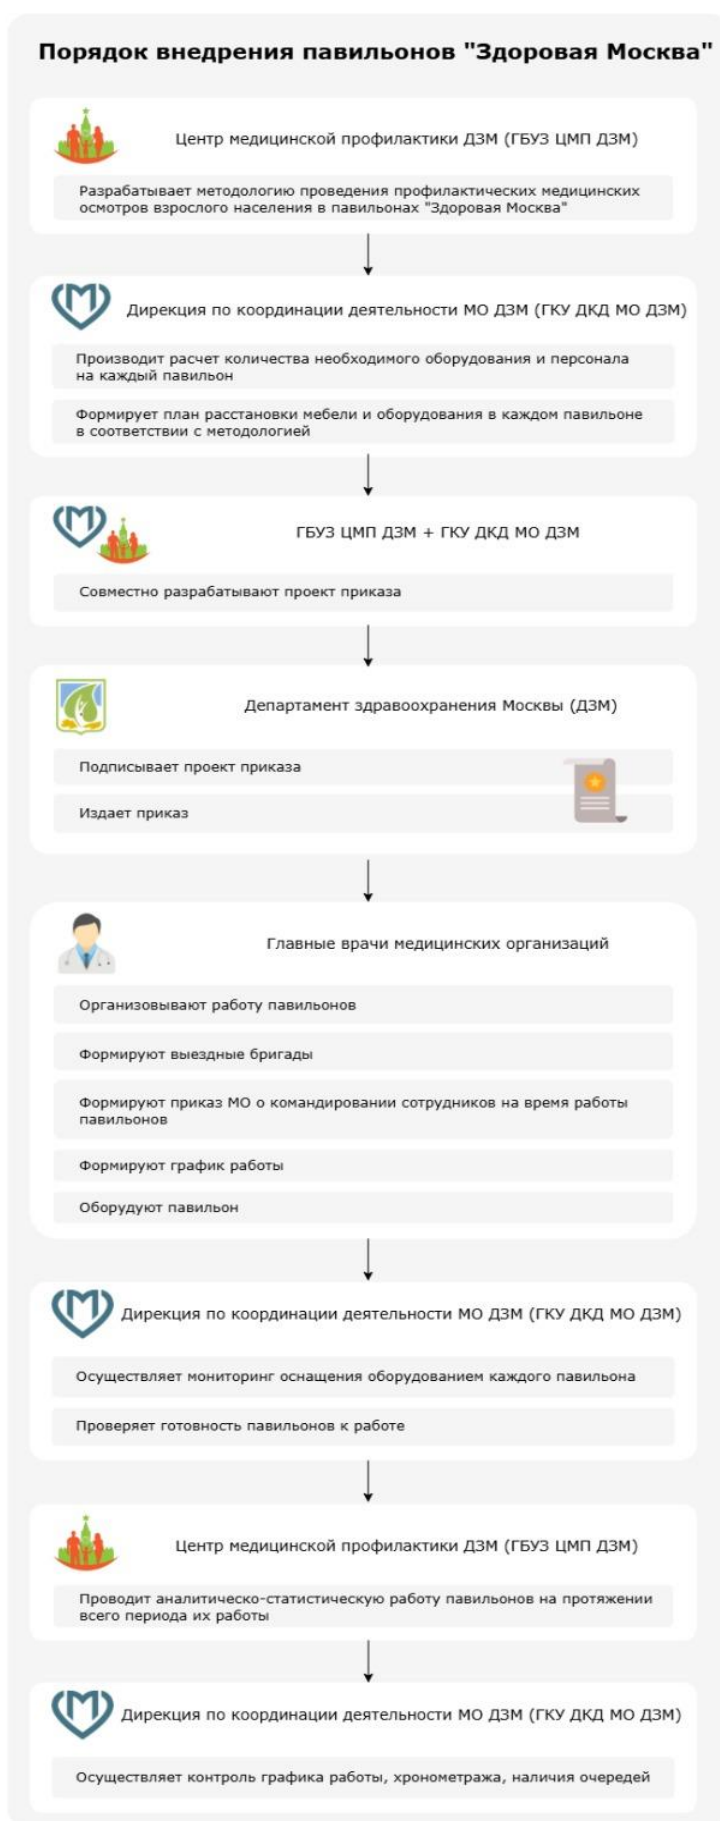 Порядок внедрения павильонов "Здоровая Москва"
Центр медицинской профилактики ДЗМ (ГБУЗ ЦМП ДЗМ)
Разрабатывает методологию проведения профилактических медицинских
осмотров взрослого населения в павильонах "Здоровая Москва"
Дирекция по координации деятельности МО ДЗМ (ГКУ ДКД МО ДЗМ)
Производит расчет количества необходимого оборудования и персонала
на каждый павильон
Формирует план расстановки мебели и оборудования в каждом павильоне
в соответствии с методологией
ГБУЗ ЦМП ДЗМ + ГКУ ДКД МО ДЗМ
Совместно разрабатывают проект приказа
Департамент здравоохранения Москвы (ДЗМ)
Подписывает проект приказа
Издает приказ
Главные врачи медицинских организаций
Организовывают работу павильонов
Формируют выездные бригады
Формируют приказ МО о командировании сотрудников на время работы
павильонов
Формируют график работы
Оборудуют павильон
Дирекция по координации деятельности МО ДЗМ (ГКУ ДКД МО ДЗМ)
Осуществляет мониторинг оснащения оборудованием каждого павильона
Проверяет готовность павильонов к работе
Центр медицинской профилактики ДЗМ (ГБУЗ ЦМП ДЗМ)
Проводит аналитическо-статистическую работу павильонов на протяжении
всего периода их работы
Дирекция по координации деятельности МО ДЗМ (ГКУ ДКД МО ДЗМ)
Осуществляет контроль графика работы, хронометража, наличия очередей